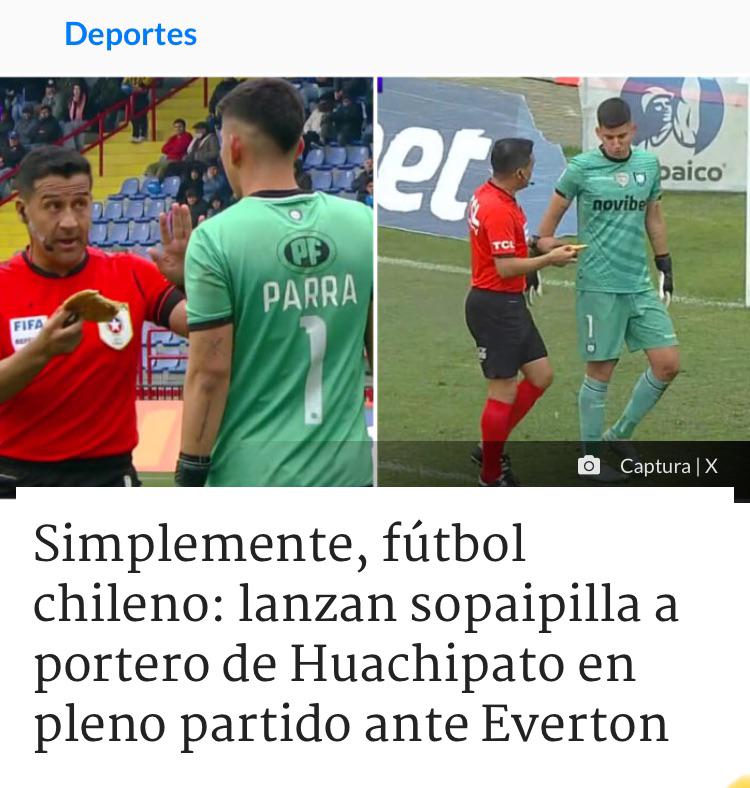 Deportes
FIFA
PF
PARRA
1
et
TCL
novibe
1
paico
Captura | X
Simplemente, fútbol
chileno: lanzan sopaipilla a
portero de Huachipato en
pleno partido ante Everton